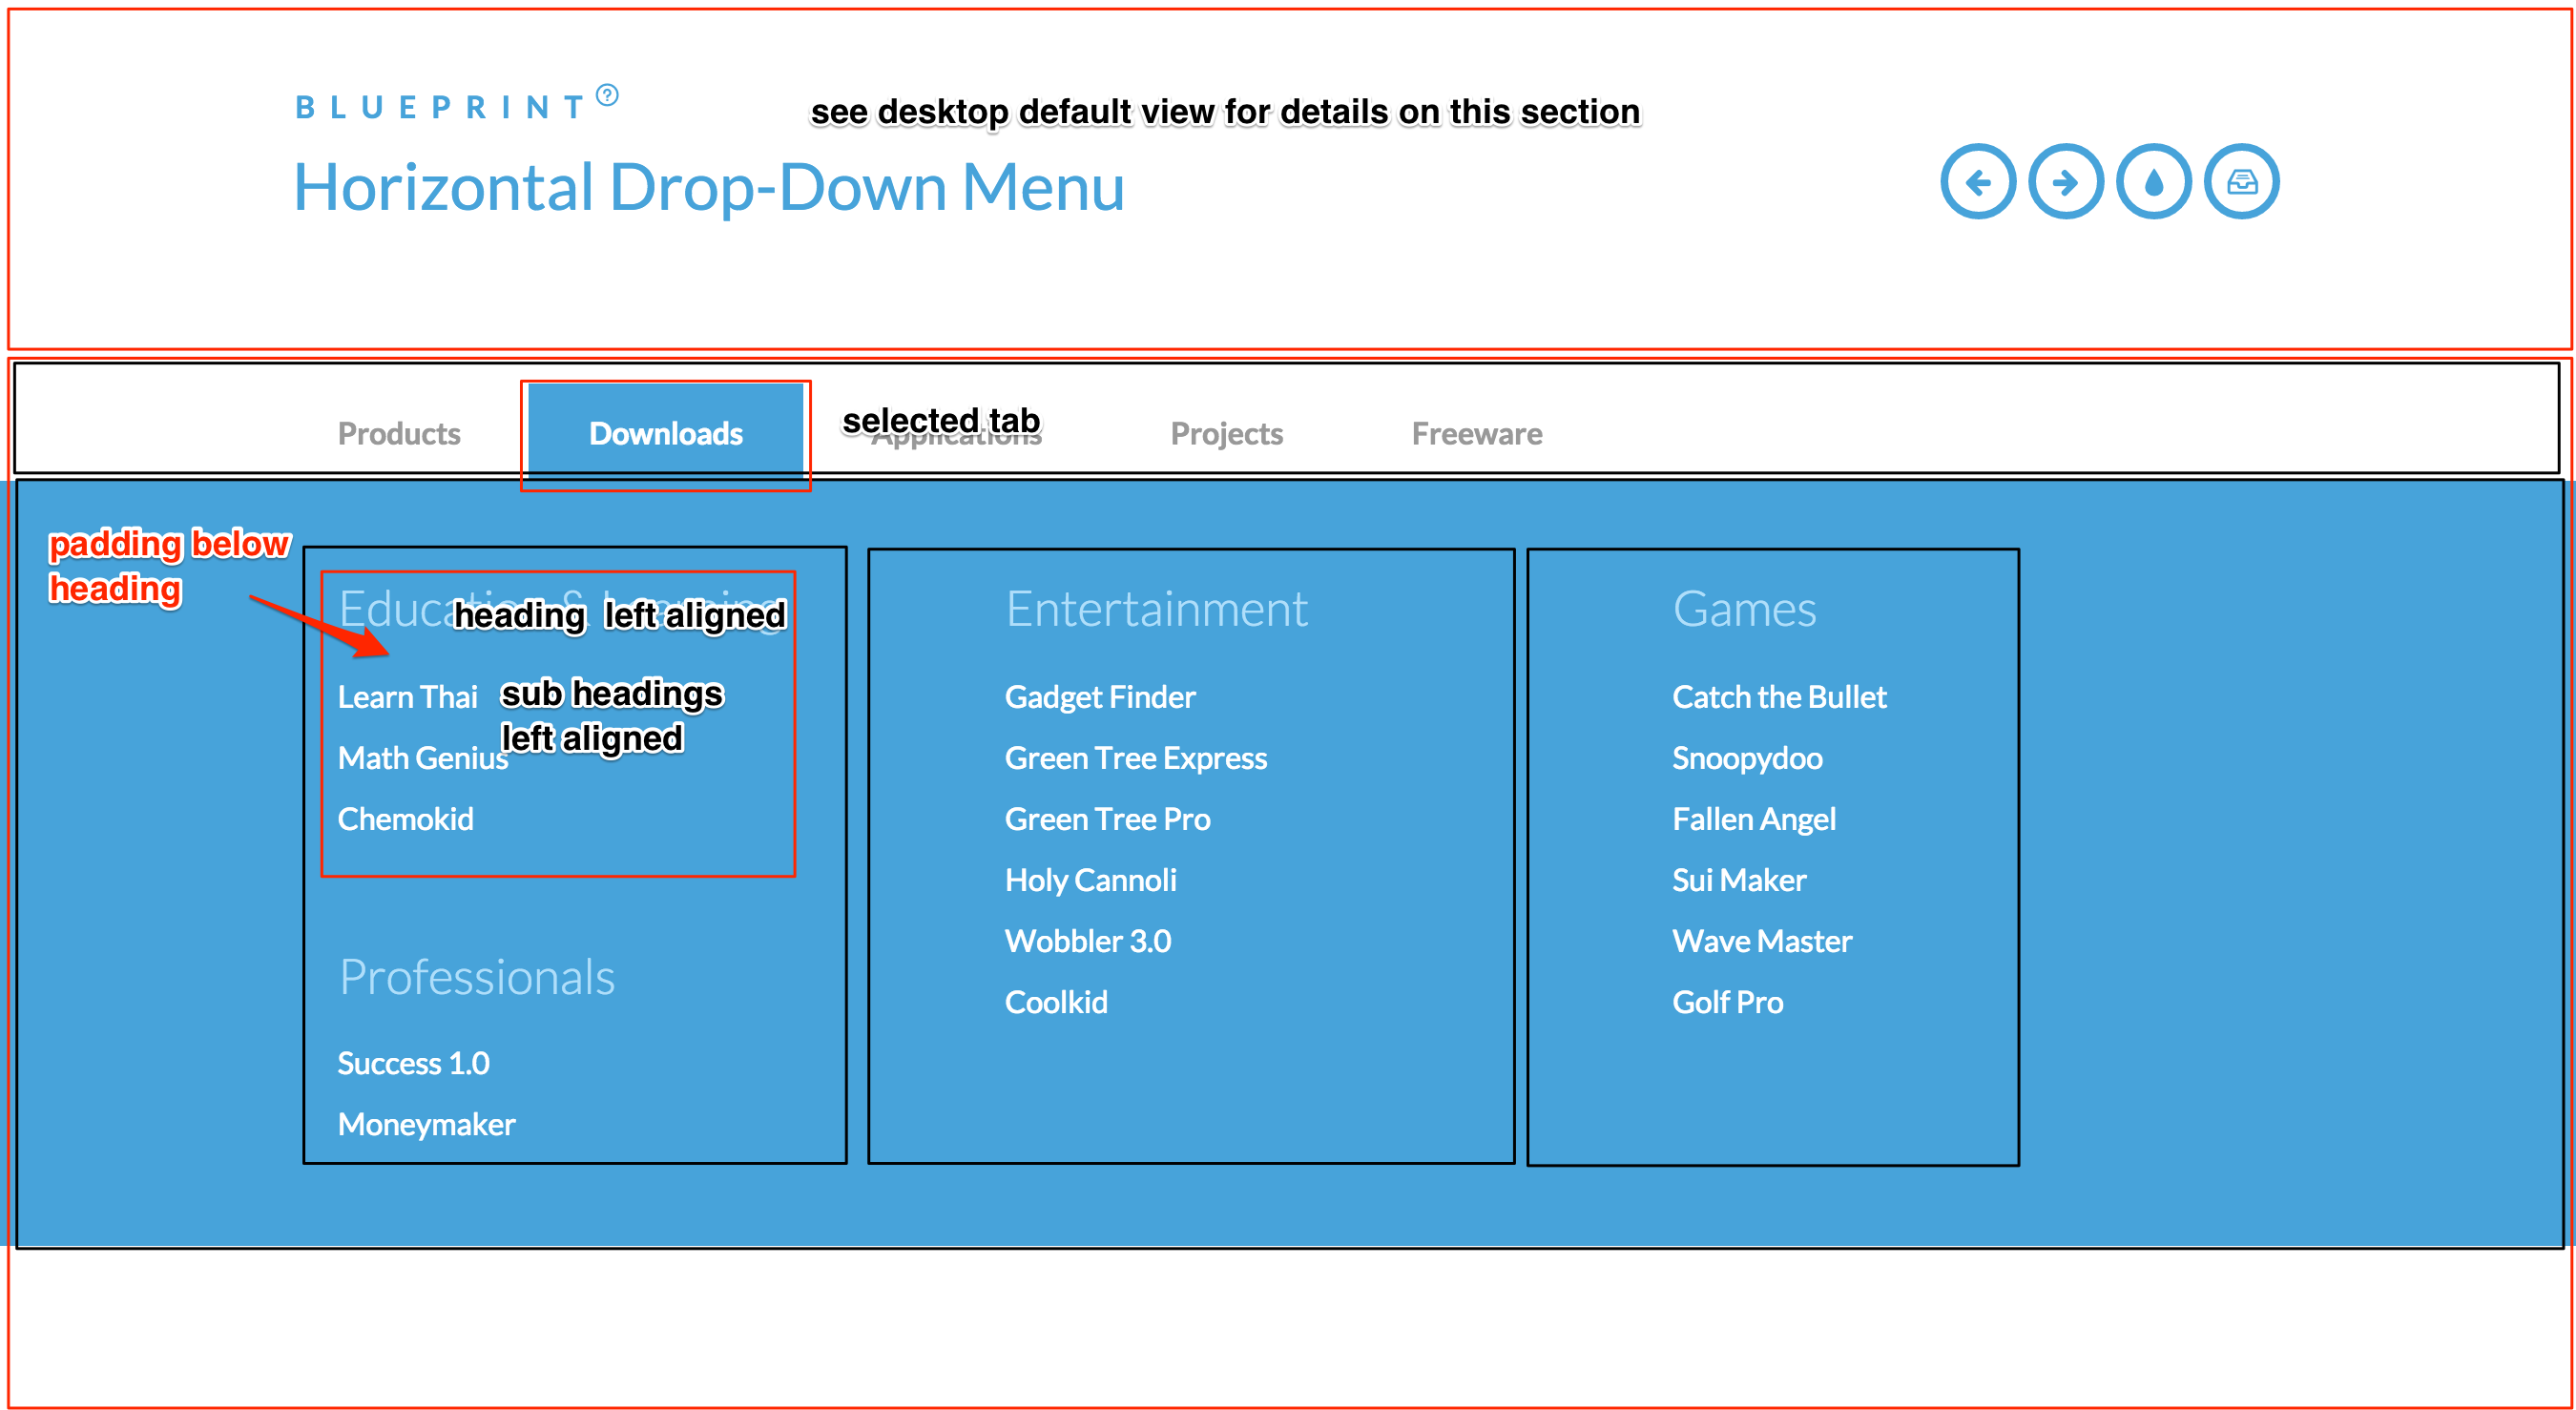 BLUEPRINT
see desktop default view for details on this section
Horizontal Drop-Down Menu
Products
Downloads
selected tab
Applications
Projects
Freeware
padding below
heading
Education & Learning
heading left aligned
Learn Thai
sub headings
left aligned
Math Genius
Chemokid
Professionals
Success 1.0
Moneymaker
Entertainment
Gadget Finder
Green Tree Express
Green Tree Pro
Holy Cannoli
Wobbler 3.0
Coolkid
Games
Catch the Bullet
Snoopydoo
Fallen Angel
Sui Maker
Wave Master
Golf Pro